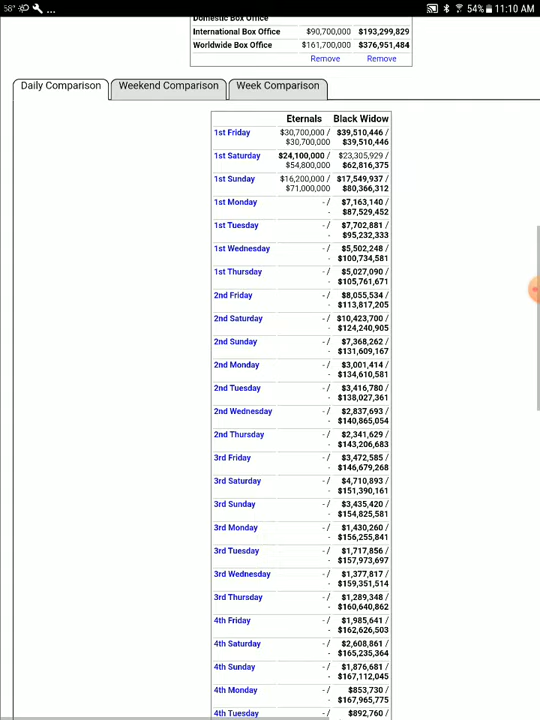 58° ... 54% 11:10 AM
Domestic Box Office
International Box Office $90,700,000 $193,299,829
Worldwide Box Office $161,700,000 $376,951,484
Remove Remove
Daily Comparison Weekend Comparison Week Comparison
Eternals Black Widow
1st Friday $30,700,000 / $39,510,446 /
$30,700,000 $39,510,446
1st Saturday $24,100,000 / $23,305,929 /
$54,800,000 $62,816,375
1st Sunday $16,200,000 / $17,549,937 /
$71,000,000 $80,366,312
1st Monday - / $7,163,140 /
- $87,529,452
1st Tuesday - / $7,702,881 /
- $95,232,333
1st Wednesday - / $5,502,248 /
- $100,734,581
1st Thursday - / $5,027,090 /
- $105,761,671
2nd Friday - / $8,055,534 /
- $113,817,205
2nd Saturday - / $10,423,700 /
- $124,240,905
2nd Sunday - / $7,368,262 /
- $131,609,167
2nd Monday - / $3,001,414 /
- $134,610,581
2nd Tuesday - / $3,416,780 /
- $138,027,361
2nd Wednesday - / $2,837,693 /
- $140,865,054
2nd Thursday - / $2,341,629 /
- $143,206,683
3rd Friday - / $3,472,585 /
- $146,679,268
3rd Saturday - / $4,710,893 /
- $151,390,161
3rd Sunday - / $3,435,420 /
- $154,825,581
3rd Monday - / $1,430,260 /
- $156,255,841
3rd Tuesday - / $1,717,856 /
- $157,973,697
3rd Wednesday - / $1,377,817 /
- $159,351,514
3rd Thursday - / $1,289,348 /
- $160,640,862
4th Friday - / $1,985,641 /
- $162,626,503
4th Saturday - / $2,608,861 /
- $165,235,364
4th Sunday - / $1,876,681 /
- $167,112,045
4th Monday - / $853,730 /
- $167,965,775
4th Tuesday - / $892,760 /